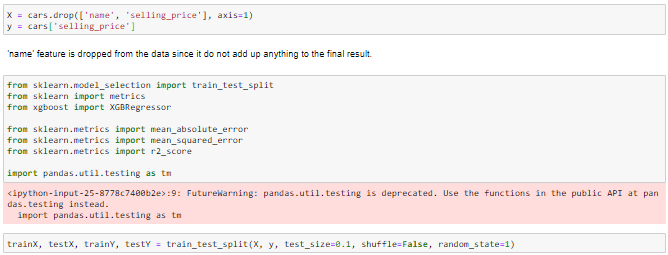 X = cars.drop(['name', 'selling_price'], axis=1)
y = cars['selling_price']
'name' feature is dropped from the data since it do not add up anything to the final result.
from sklearn.model_selection import train_test_split
from sklearn import metrics
from xgboost import XGBRegressor
from sklearn.metrics import mean_absolute_error
from sklearn.metrics import mean_squared_error
from sklearn.metrics import r2_score
import pandas.util.testing as tm
<ipython-input-25-8778c7400b2e>:9: FutureWarning: pandas.util.testing is deprecated. Use the functions in the public API at pan
das.testing instead.
  import pandas.util.testing as tm
trainX, testX, trainY, testY = train_test_split(X, y, test_size=0.1, shuffle=False, random_state=1)